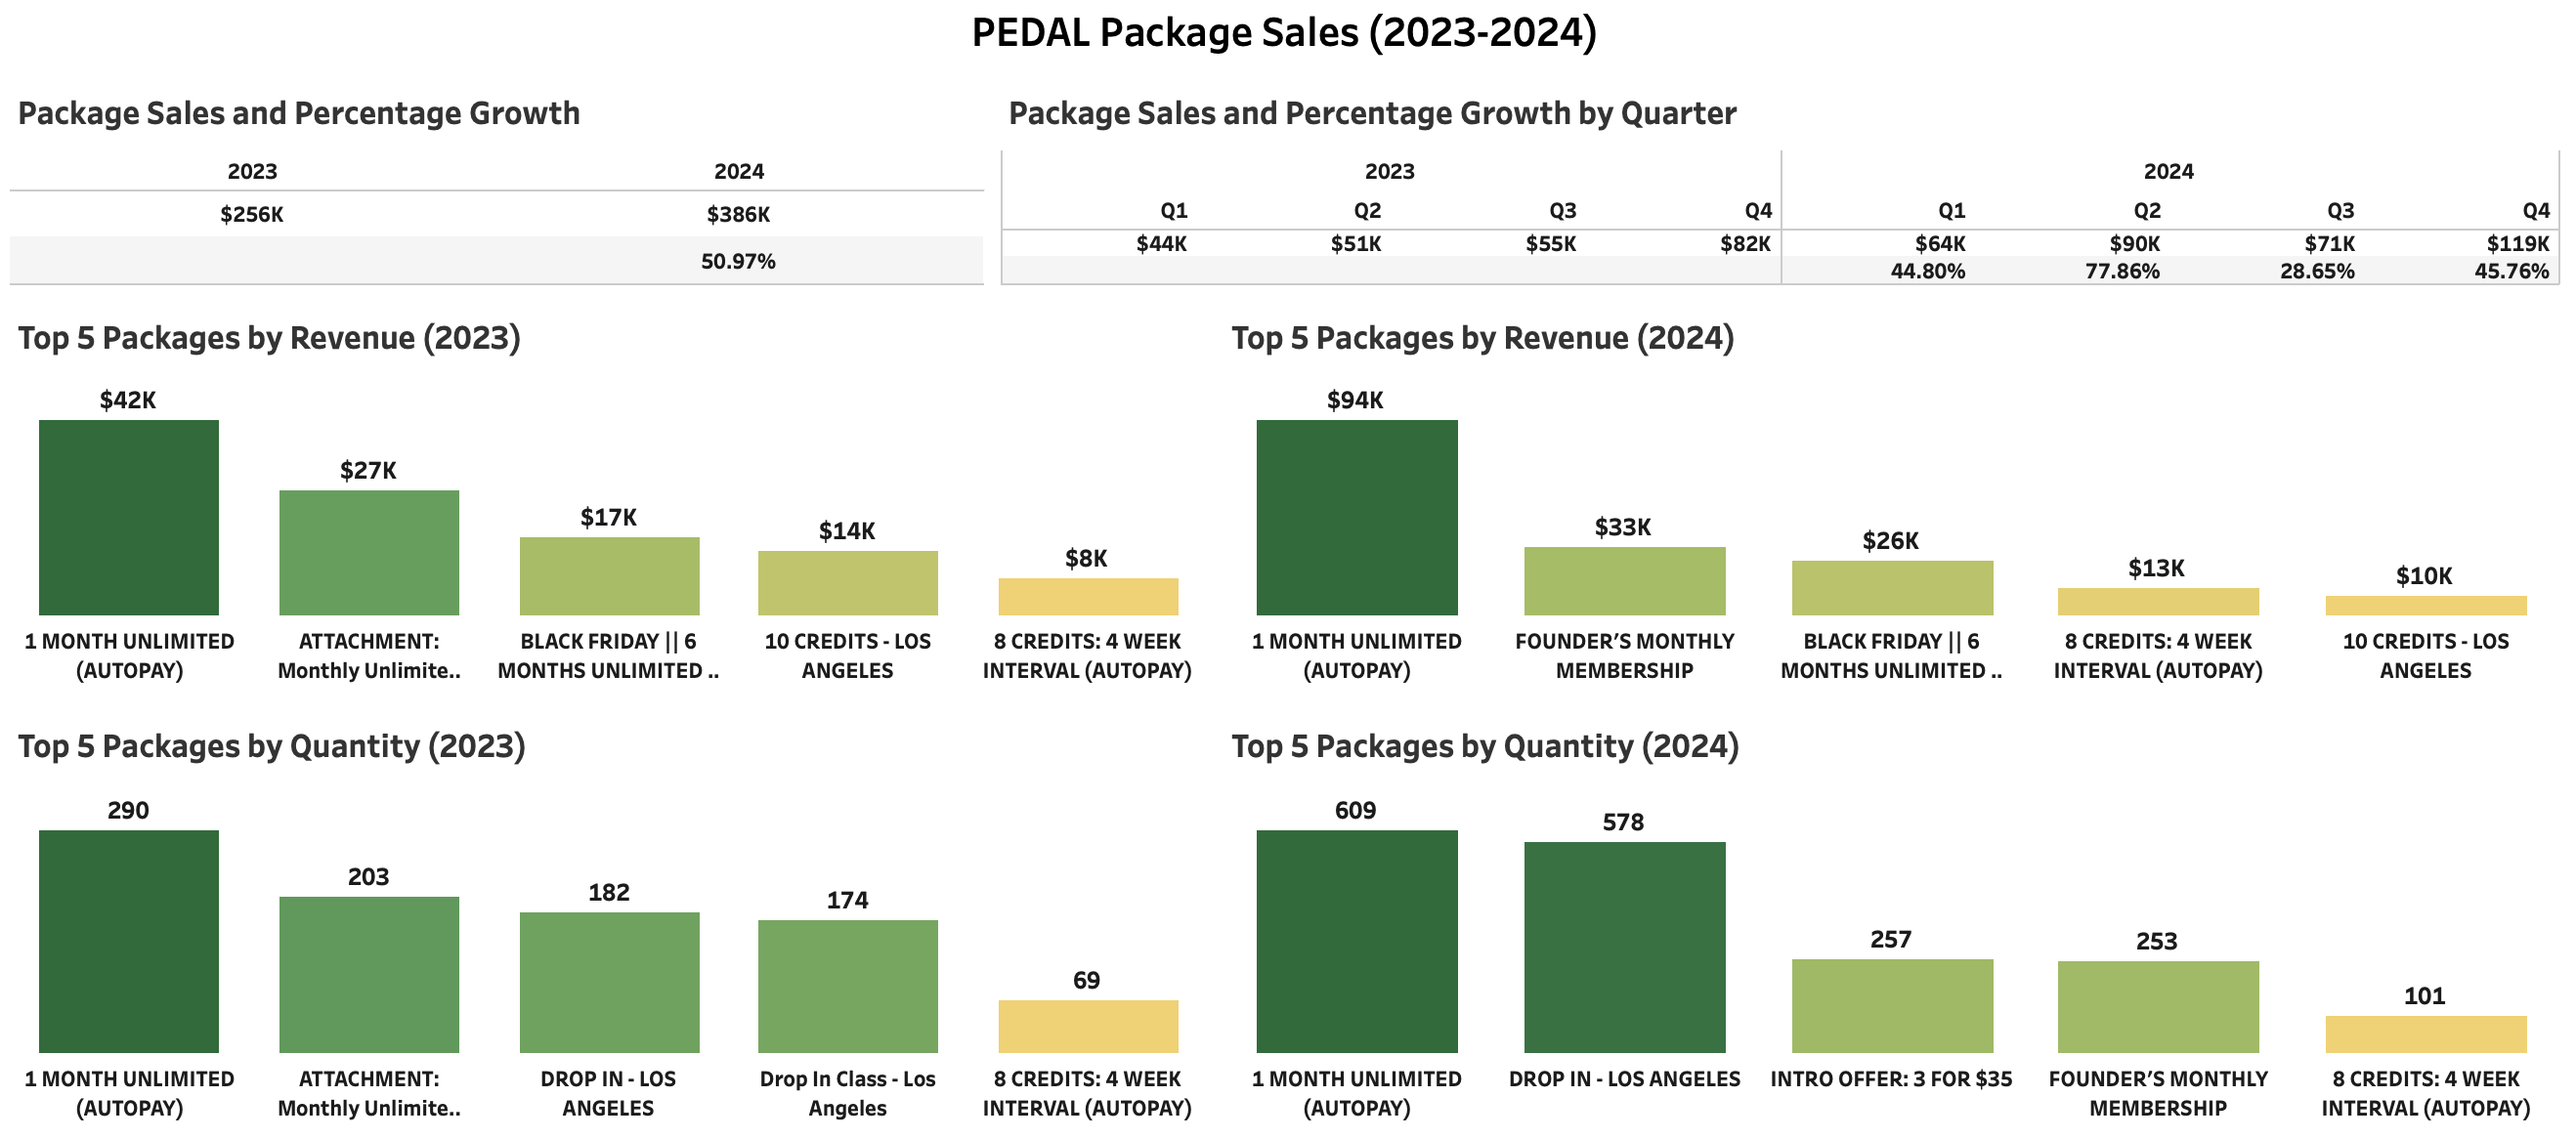 PEDAL Package Sales (2023-2024)
Package Sales and Percentage Growth
2023 2024
$256K $386K
50.97%
Package Sales and Percentage Growth by Quarter
2023 2024
Q1 Q2 Q3 Q4 Q1 Q2 Q3 Q4
$44K $51K $55K $82K $64K $90K $71K $119K
44.80% 77.86% 28.65% 45.76%
Top 5 Packages by Revenue (2023)
$42K
$27K
$17K
$14K
$8K
1 MONTH UNLIMITED
(AUTOPAY)
ATTACHMENT:
Monthly Unlimite..
BLACK FRIDAY || 6
MONTHS UNLIMITED ..
10 CREDITS - LOS
ANGELES
8 CREDITS: 4 WEEK
INTERVAL (AUTOPAY)
Top 5 Packages by Revenue (2024)
$94K
$33K
$26K
$13K
$10K
1 MONTH UNLIMITED
(AUTOPAY)
FOUNDER’S MONTHLY
MEMBERSHIP
BLACK FRIDAY || 6
MONTHS UNLIMITED ..
8 CREDITS: 4 WEEK
INTERVAL (AUTOPAY)
10 CREDITS - LOS
ANGELES
Top 5 Packages by Quantity (2023)
290
203
182
174
69
1 MONTH UNLIMITED
(AUTOPAY)
ATTACHMENT:
Monthly Unlimite..
DROP IN - LOS
ANGELES
Drop In Class - Los
Angeles
8 CREDITS: 4 WEEK
INTERVAL (AUTOPAY)
Top 5 Packages by Quantity (2024)
609
578
257
253
101
1 MONTH UNLIMITED
(AUTOPAY)
DROP IN - LOS ANGELES
INTRO OFFER: 3 FOR $35
FOUNDER’S MONTHLY
MEMBERSHIP
8 CREDITS: 4 WEEK
INTERVAL (AUTOPAY)